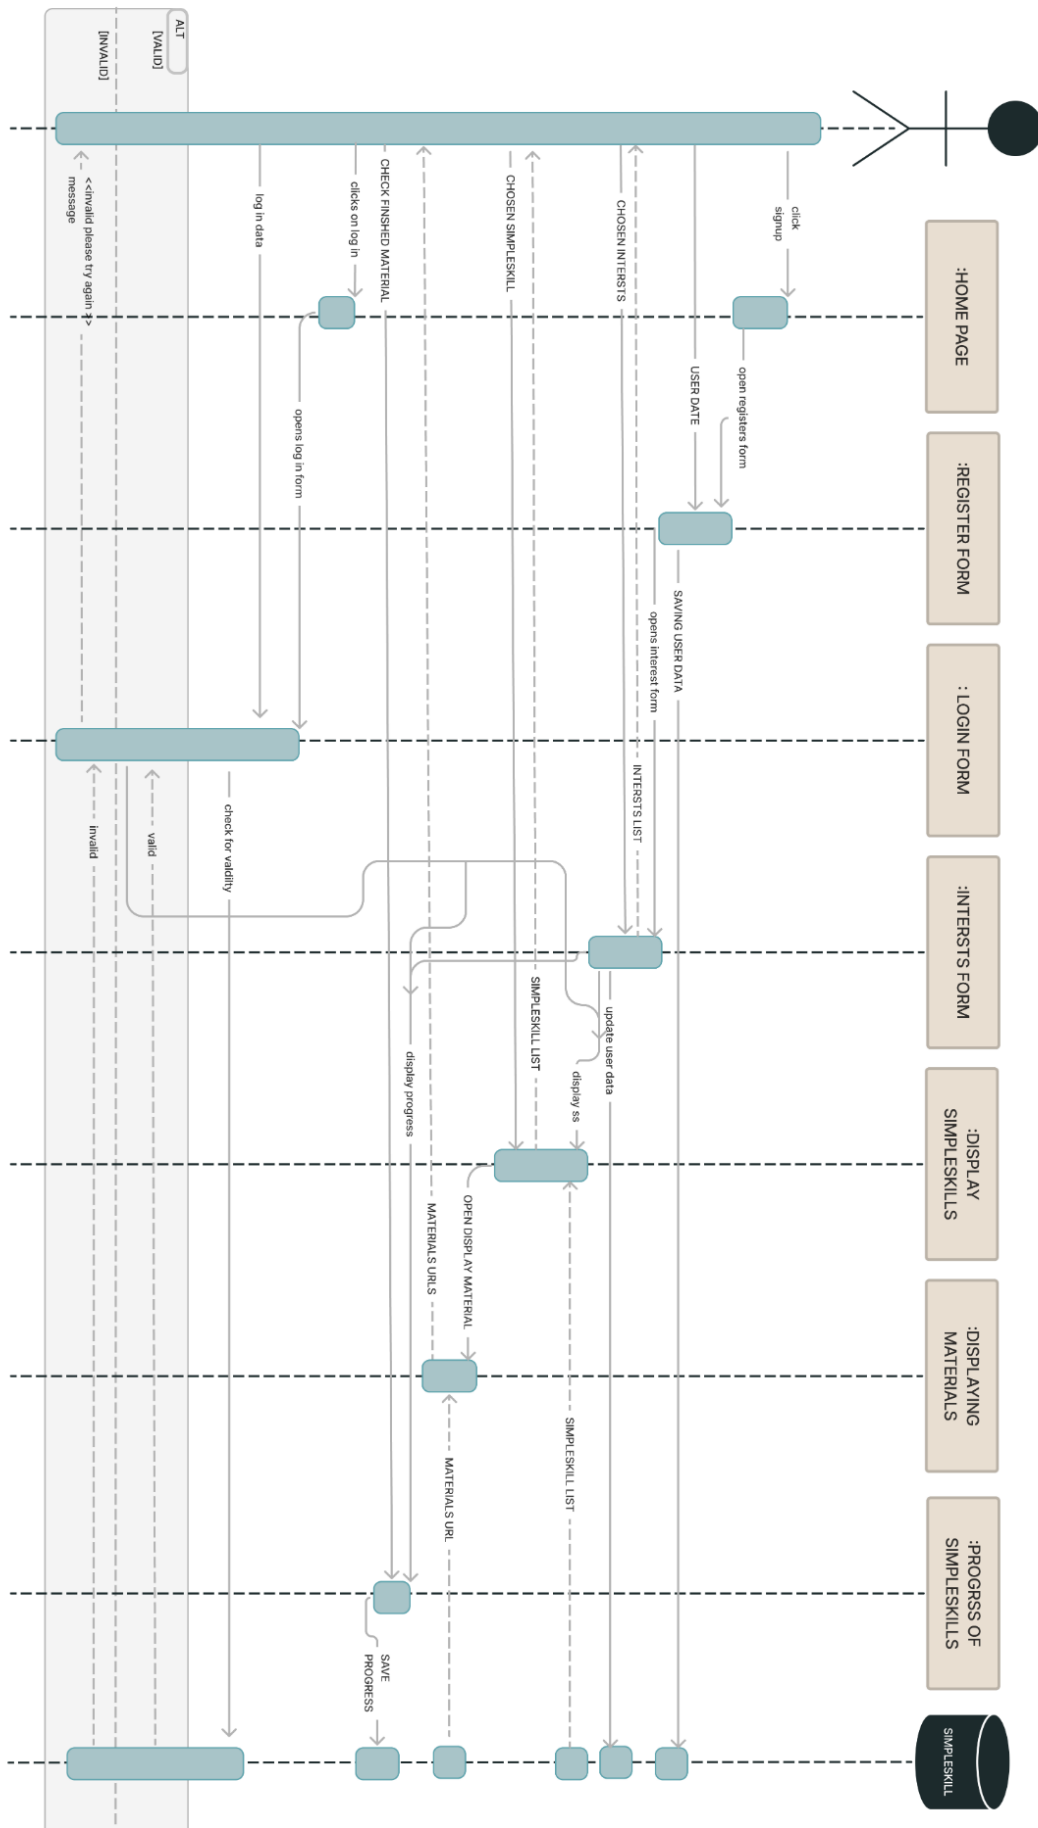 :HOME PAGE
:REGISTER FORM
: LOGIN FORM
:INTERSTS FORM
:DISPLAY
SIMPLESKILLS
:DISPLAYING
MATERIALS
:PROGRSS OF
SIMPLESKILLS
SIMPLESKILL
click
signup
open registers form
USER DATE
SAVING USER DATA
opens interest form
INTERSTS LIST
CHOSEN INTERSTS
update user data
display ss
SIMPLESKILL LIST
SIMPLESKILL LIST
CHOSEN SIMPLESKILL
OPEN DISPLAY MATERIAL
MATERIALS URL
MATERIALS URLS
display progress
CHECK FINSHED MATERIAL
SAVE
PROGRESS
clicks on log in
opens log in form
log in data
check for valdilty
ALT
[VALID]
valid
[INVALID]
invalid
<<invalid please try again >>
message